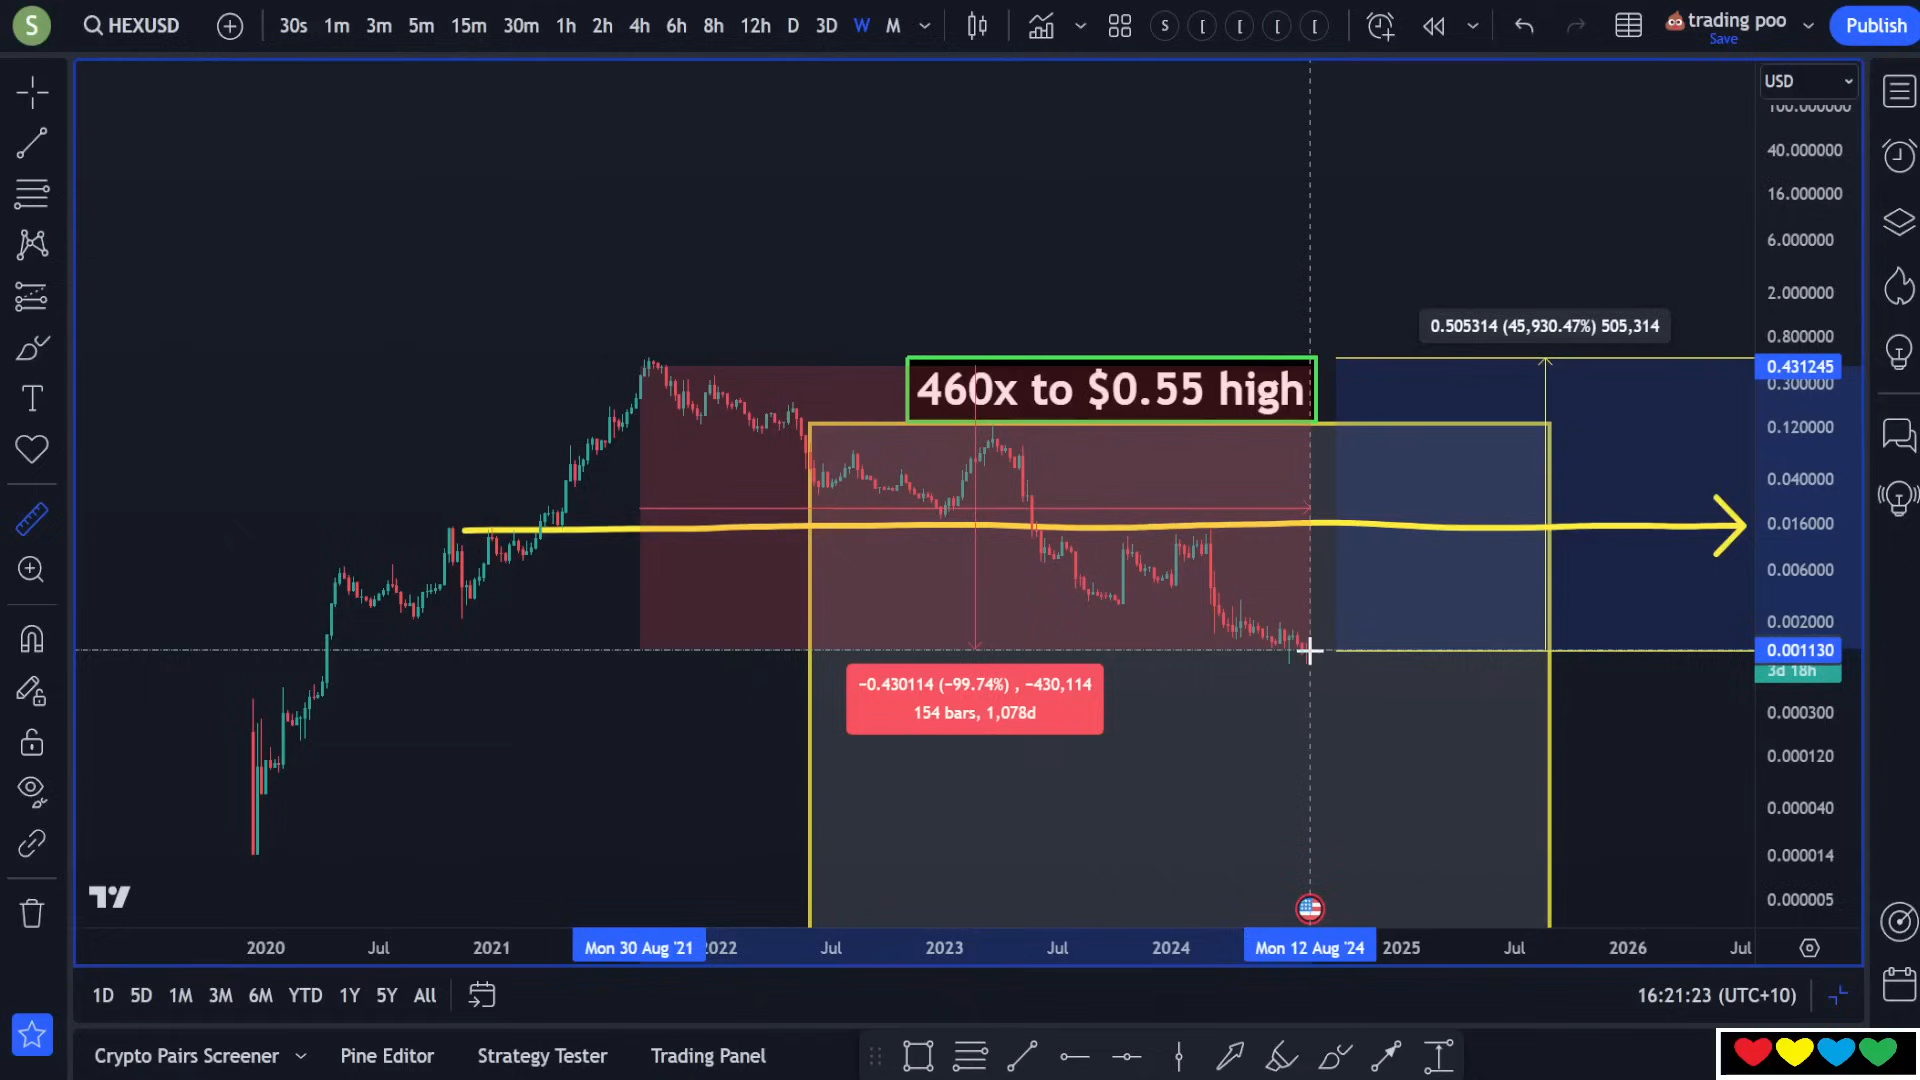 S
HEXUSD
30s 1m 3m 5m 15m 30m 1h 2h 4h 6h 8h 12h D 3D W M
S [ [ [ [
trading poo
Save
Publish
USD
100.000000
40.000000
16.000000
6.000000
2.000000
0.800000
0.431245
0.300000
0.120000
0.040000
0.016000
0.006000
0.002000
0.001130
3d 18h
0.000300
0.000120
0.000040
0.000014
0.000005
0.505314 (45,930.47%) 505,314
460x to $0.55 high
−0.430114 (−99.74%) , −430,114
154 bars, 1,078d
2020 Jul 2021 Mon 30 Aug '21 2022 Jul 2023 Jul 2024 Mon 12 Aug '24 2025 Jul 2026 Jul
1D 5D 1M 3M 6M YTD 1Y 5Y All
16:21:23 (UTC+10)
Crypto Pairs Screener Pine Editor Strategy Tester Trading Panel